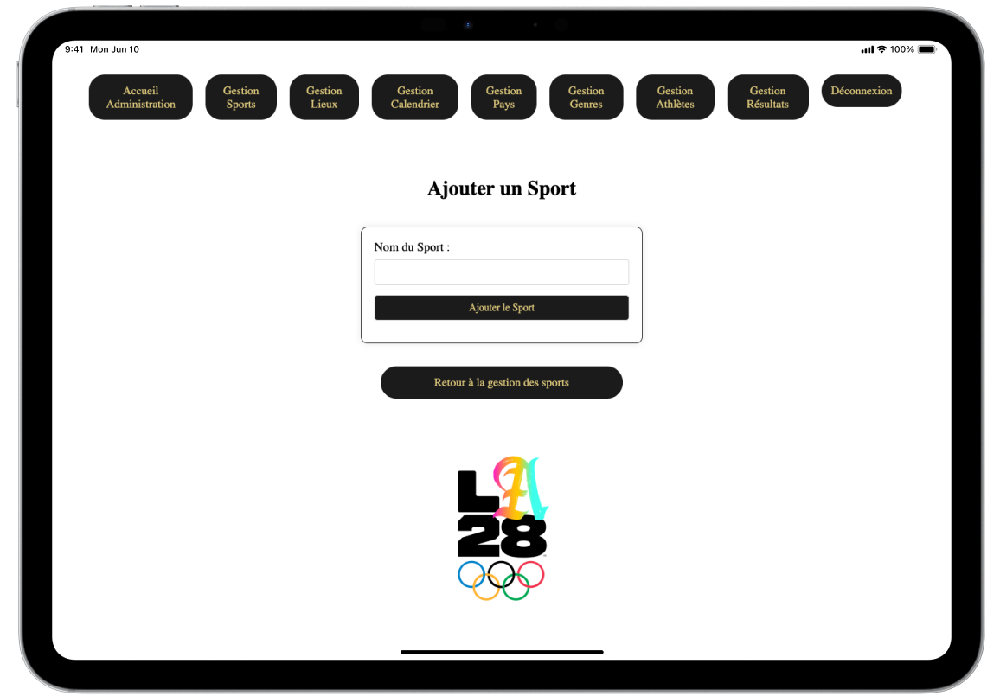 9:41 Mon Jun 10
100%
Accueil
Administration
Gestion
Sports
Gestion
Lieux
Gestion
Calendrier
Gestion
Pays
Gestion
Genres
Gestion
Athlètes
Gestion
Résultats
Déconnexion
Ajouter un Sport
Nom du Sport :
Ajouter le Sport
Retour à la gestion des sports
LA
28